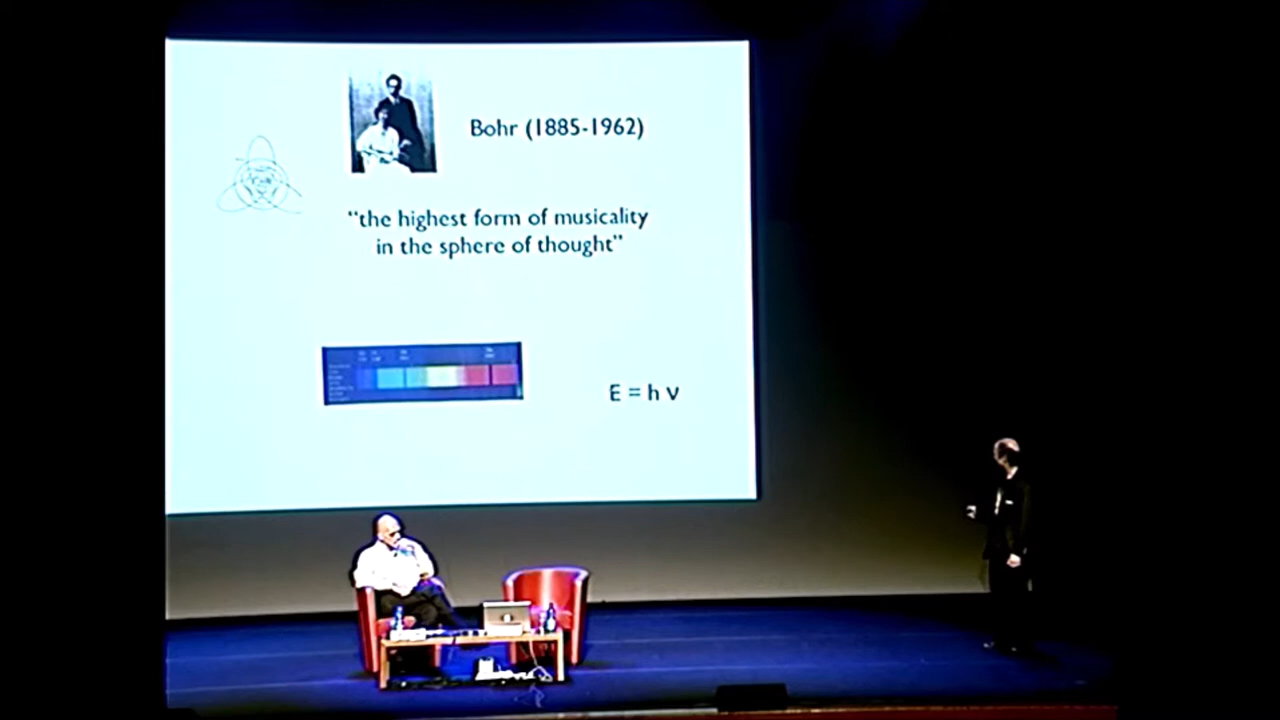 Bohr (1885-1962)
“the highest form of musicality
in the sphere of thought”
E = h ν